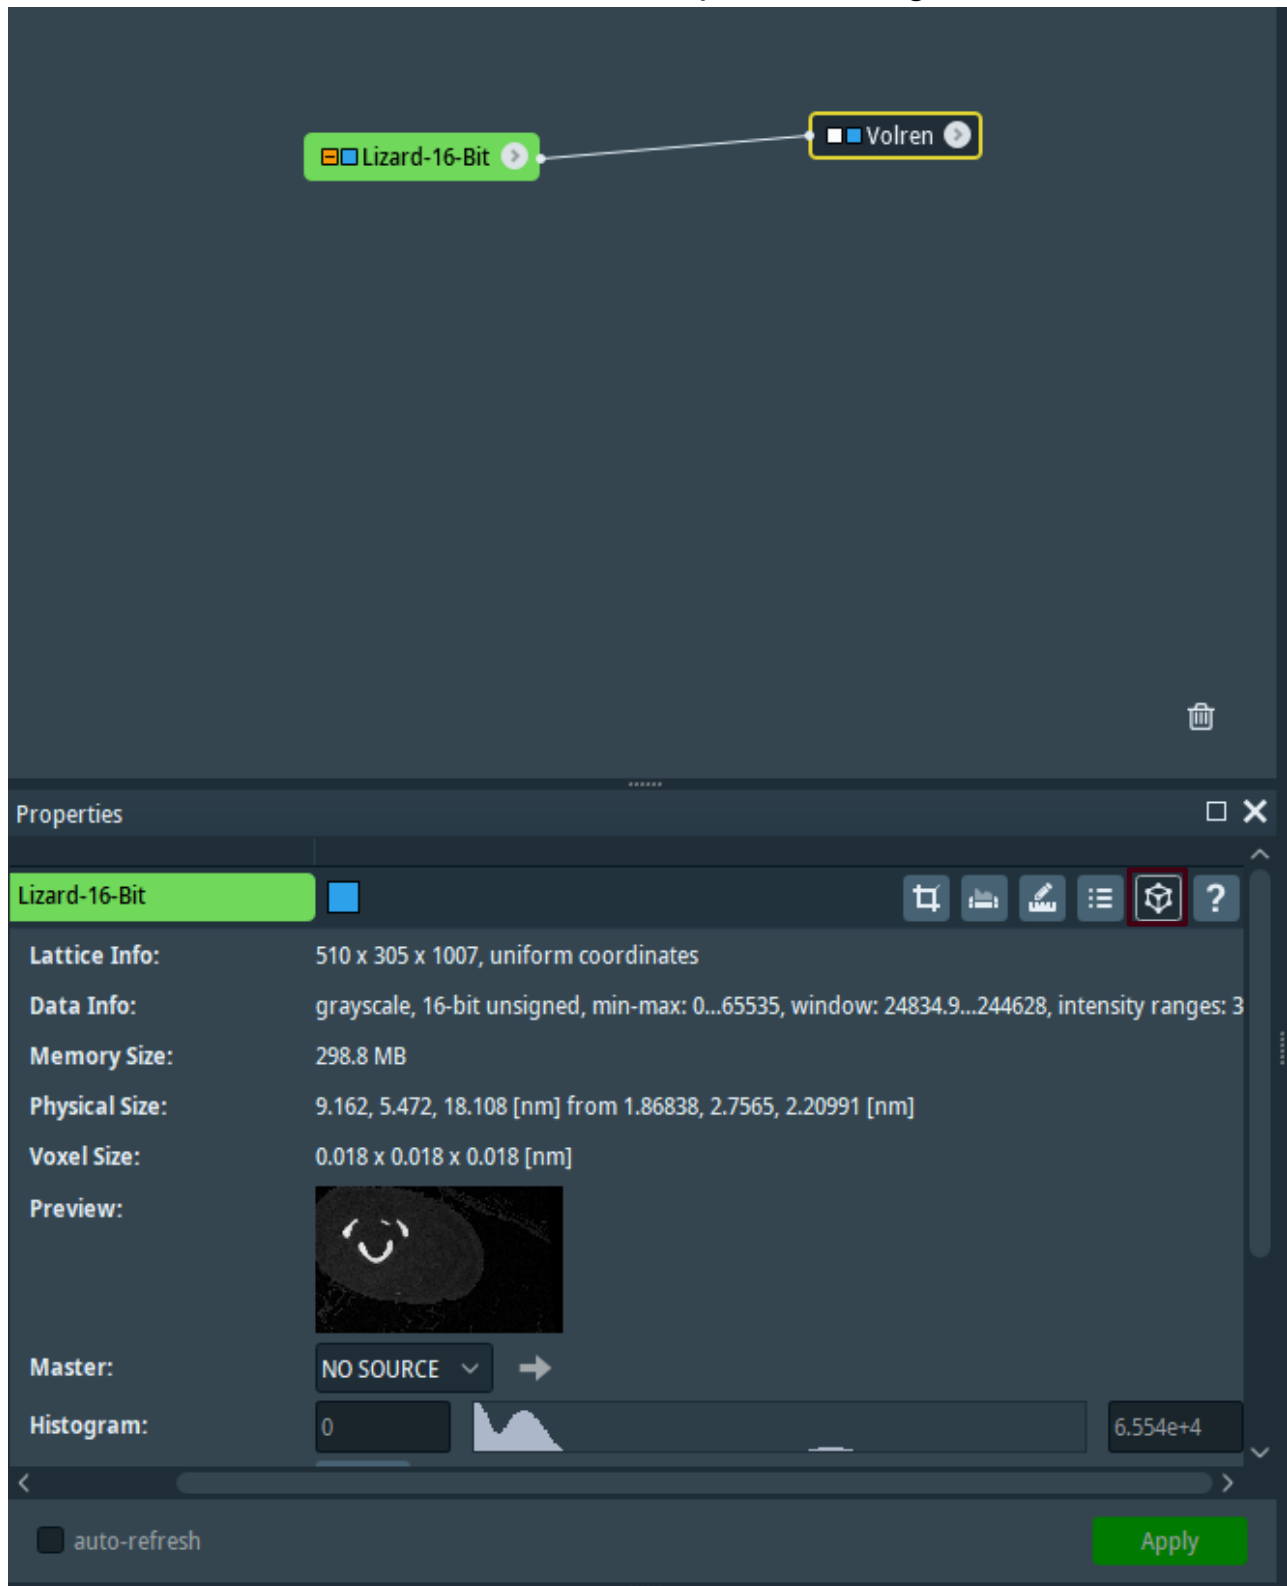 Lizard-16-Bit
Volren
Properties
Lizard-16-Bit
?
Lattice Info: 510 x 305 x 1007, uniform coordinates
Data Info: grayscale, 16-bit unsigned, min-max: 0...65535, window: 24834.9...244628, intensity ranges: 3
Memory Size: 298.8 MB
Physical Size: 9.162, 5.472, 18.108 [nm] from 1.86838, 2.7565, 2.20991 [nm]
Voxel Size: 0.018 x 0.018 x 0.018 [nm]
Preview:
Master: NO SOURCE
Histogram: 0 6.554e+4
auto-refresh Apply